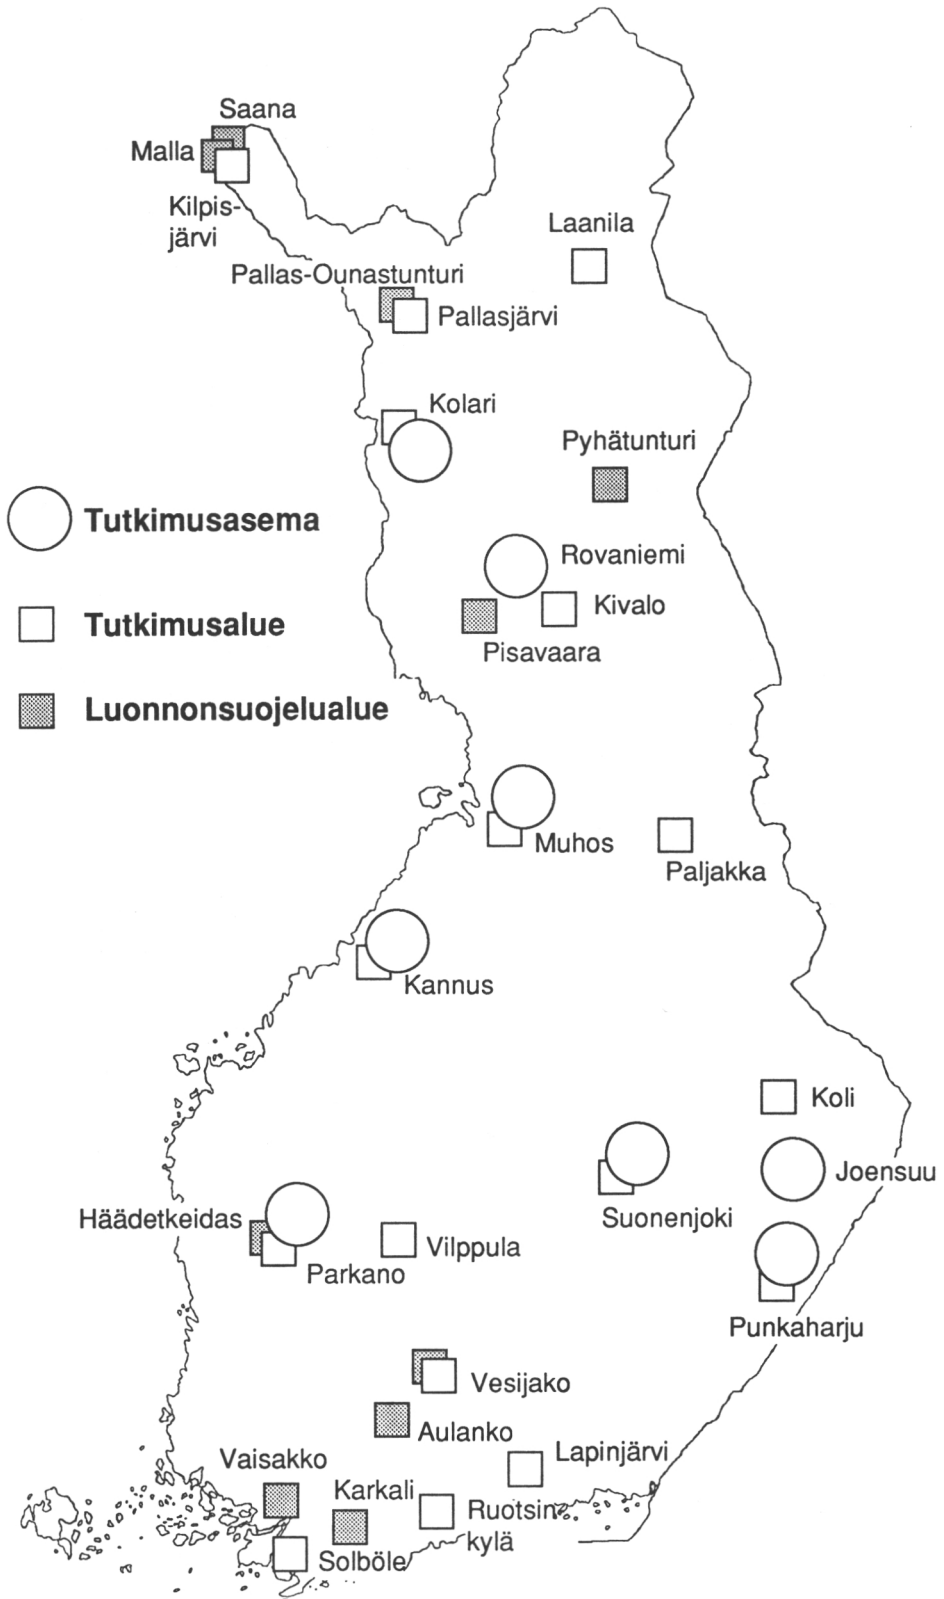 Saana
Malla
Kilpis-
järvi
Laanila
Pallas-Ounastunturi
Pallasjärvi
Kolari
Pyhätunturi
Tutkimusasema
Rovaniemi
Kivalo
Tutkimusalue
Pisavaara
Luonnonsuojelualue
Muhos
Paljakka
Kannus
Koli
Joensuu
Suonenjoki
Häädetkeidas
Vilppula
Parkano
Punkaharju
Vesijako
Aulanko
Lapinjärvi
Vaisakko
Karkali
Ruotsin
kylä
Solböle